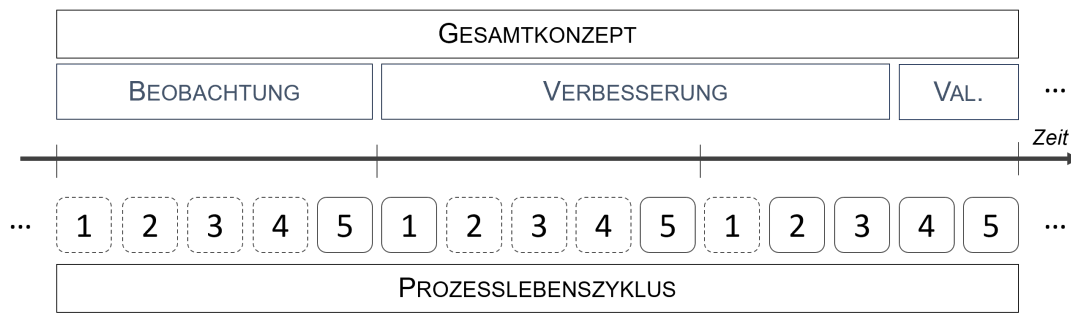 GESAMTKONZEPT
BEOBACHTUNG VERBESSERUNG VAL. ...
Zeit
... 1 2 3 4 5 1 2 3 4 5 1 2 3 4 5 ...
PROZESSLEBENSZYKLUS